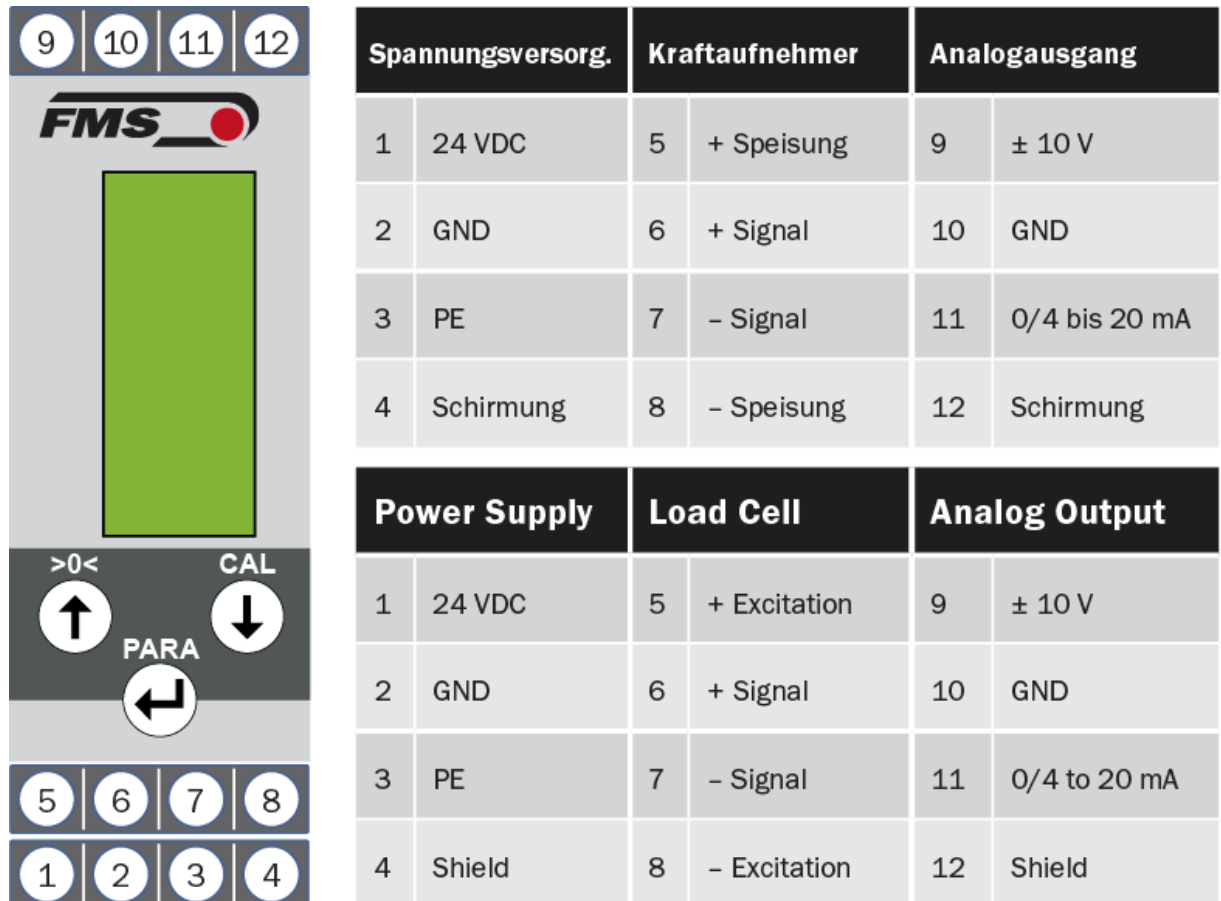 9 10 11 12
FMS
>0< CAL
PARA
5 6 7 8
1 2 3 4
Spannungsversorg. Kraftaufnehmer Analogausgang
1 24 VDC 5 + Speisung 9 ± 10 V
2 GND 6 + Signal 10 GND
3 PE 7 – Signal 11 0/4 bis 20 mA
4 Schirmung 8 – Speisung 12 Schirmung
Power Supply Load Cell Analog Output
1 24 VDC 5 + Excitation 9 ± 10 V
2 GND 6 + Signal 10 GND
3 PE 7 – Signal 11 0/4 to 20 mA
4 Shield 8 – Excitation 12 Shield